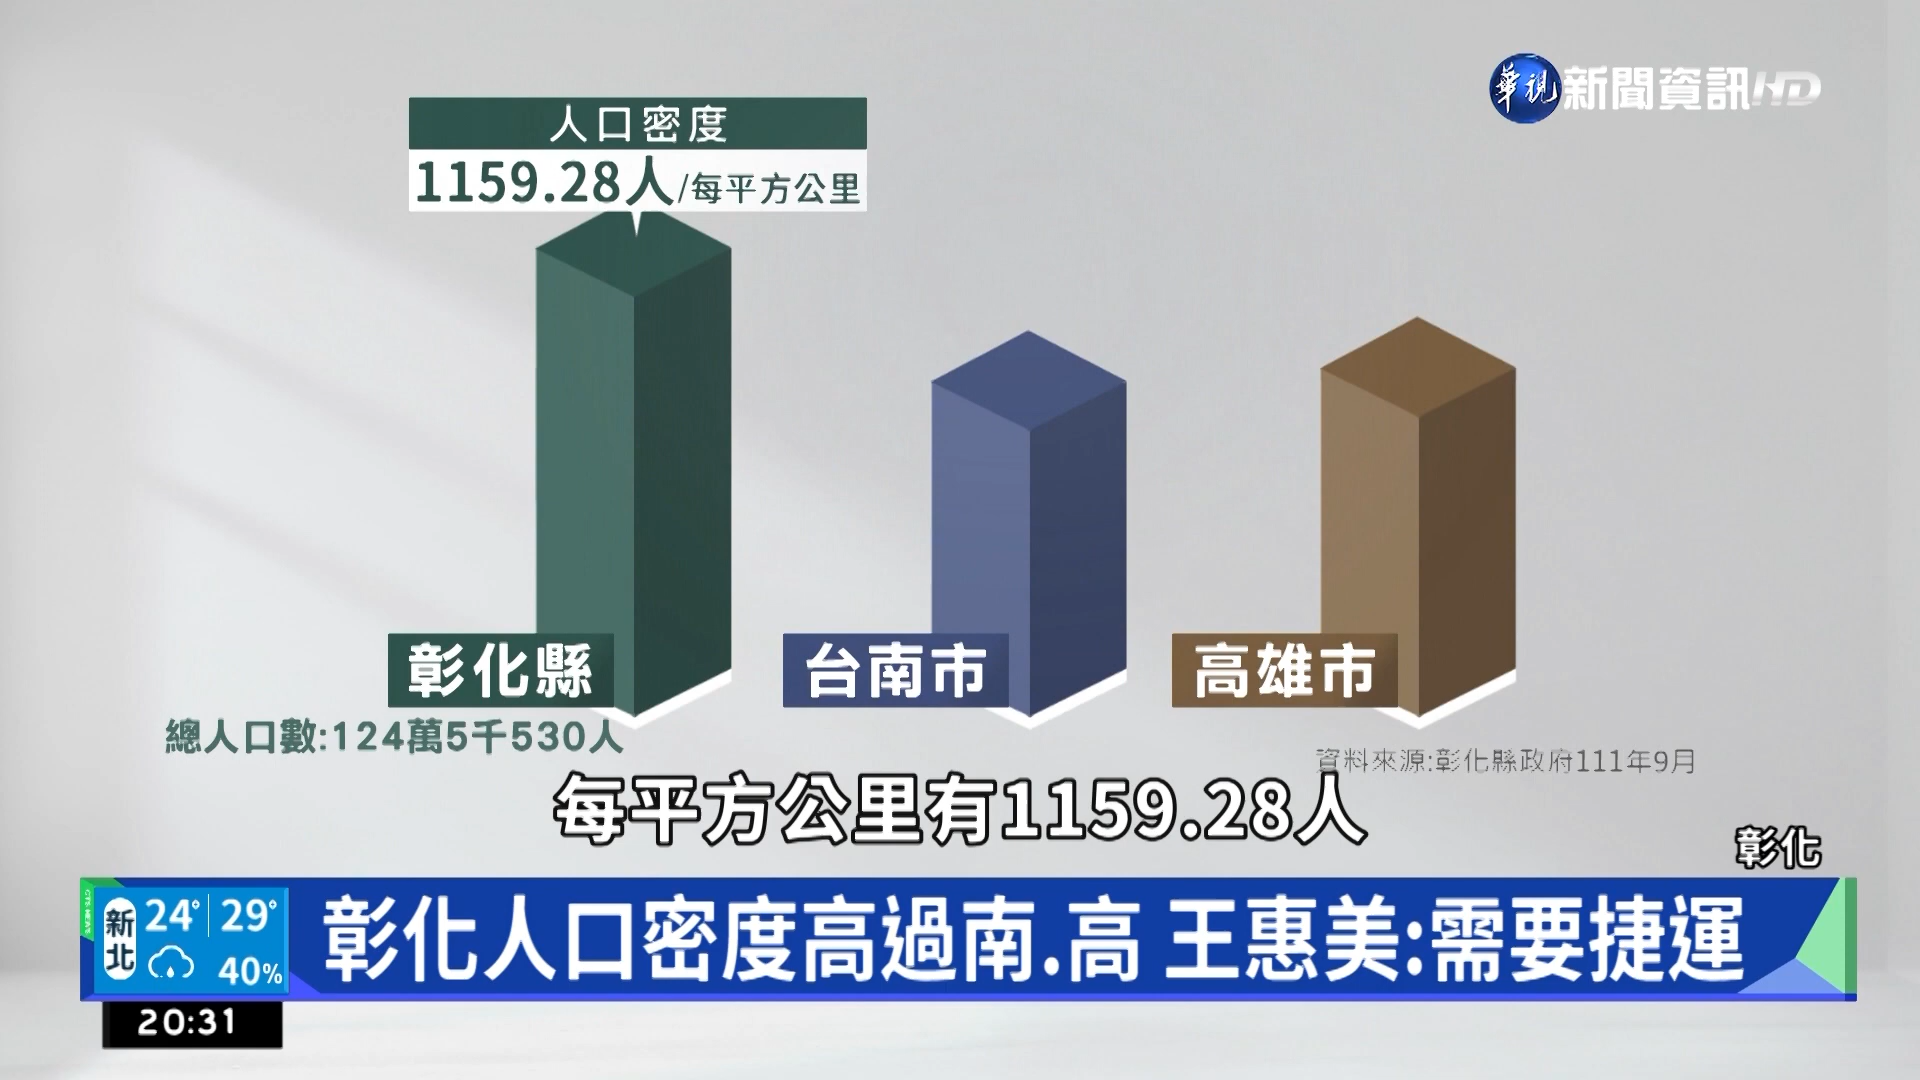 華視新聞資訊HD
人口密度
1159.28人/每平方公里
彰化縣
台南市
高雄市
總人口數:124萬5千530人
資料來源:彰化縣政府111年9月
每平方公里有1159.28人
彰化
新北
24° 29°
40%
彰化人口密度高過南.高 王惠美:需要捷運
20:31